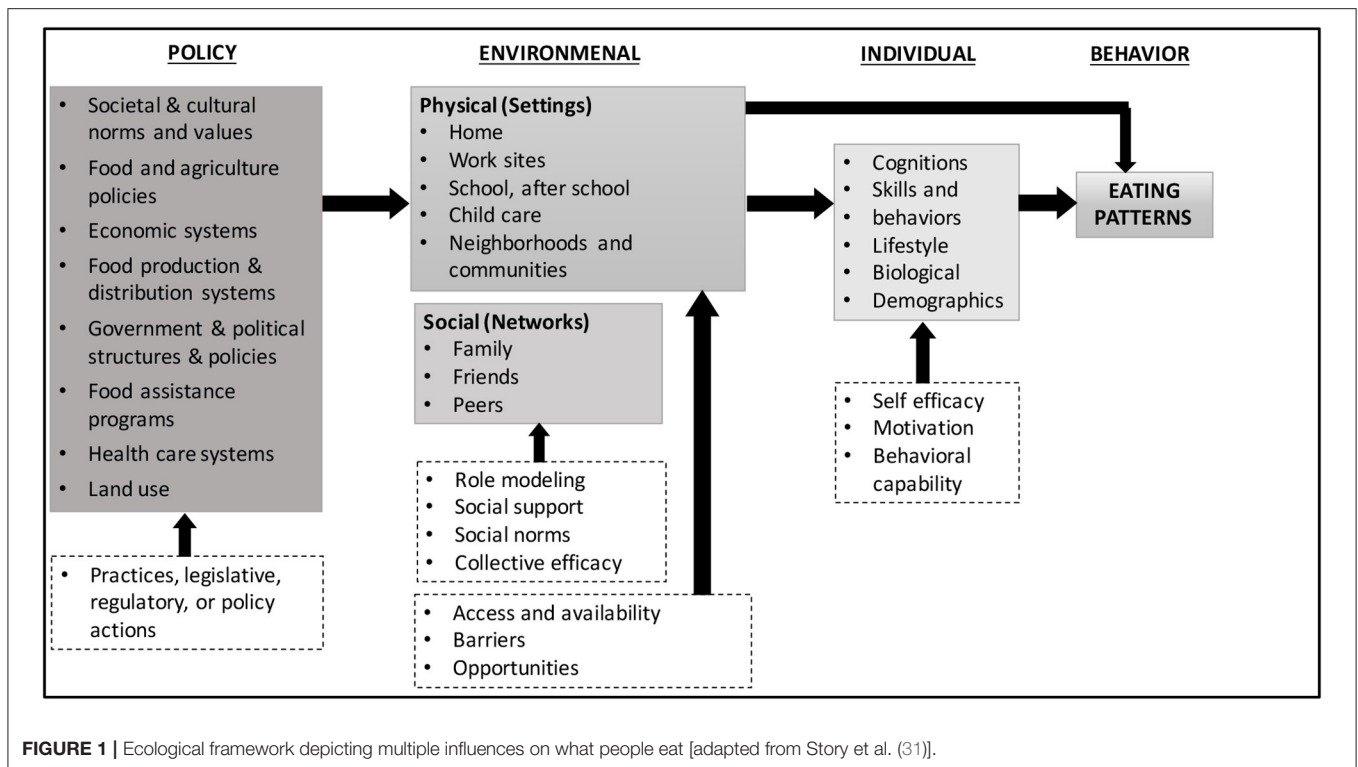 POLICY
• Societal & cultural
norms and values
• Food and agriculture
policies
• Economic systems
• Food production &
distribution systems
• Government & political
structures & policies
• Food assistance
programs
• Health care systems
• Land use
• Practices, legislative,
regulatory, or policy
actions
ENVIRONMENAL
Physical (Settings)
• Home
• Work sites
• School, after school
• Child care
• Neighborhoods and
communities
Social (Networks)
• Family
• Friends
• Peers
• Role modeling
• Social support
• Social norms
• Collective efficacy
• Access and availability
• Barriers
• Opportunities
INDIVIDUAL
• Cognitions
• Skills and
• behaviors
• Lifestyle
• Biological
• Demographics
• Self efficacy
• Motivation
• Behavioral
capability
BEHAVIOR
EATING
PATTERNS
FIGURE 1 | Ecological framework depicting multiple influences on what people eat [adapted from Story et al. (31)].